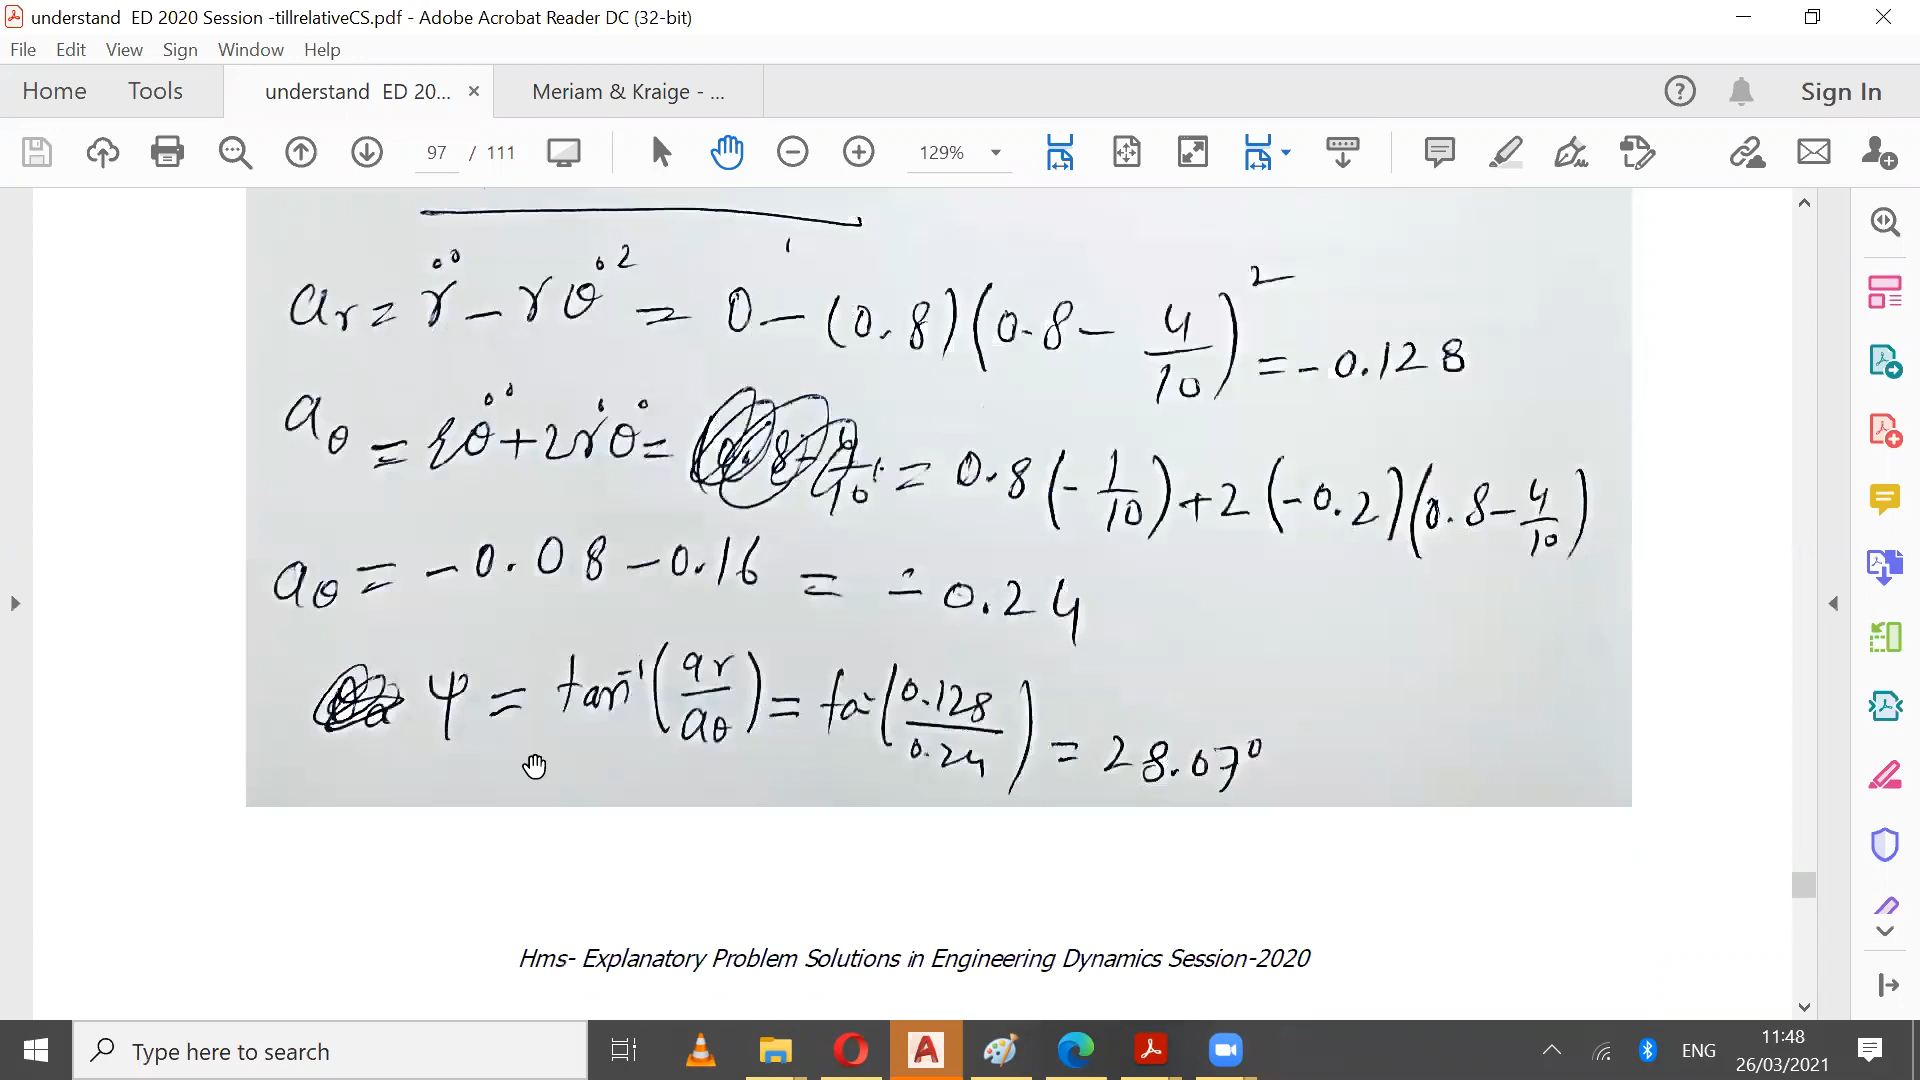 understand ED 2020 Session -tillrelativeCS.pdf - Adobe Acrobat Reader DC (32-bit)
File Edit View Sign Window Help
Home Tools understand ED 20... × Meriam & Kraige - ... Sign In
97 / 111 129%
ar = r̈ - rθ̇² = 0 - (0.8)(0.8 - 4/10)² = -0.128
aθ = rθ̈ + 2ṙθ̇ = = 0.8(-1/10) + 2(-0.2)(0.8 - 4/10)
aθ = -0.08 - 0.16 = -0.24
ψ = tan⁻¹(ar/aθ) = ta⁻(0.128/0.24) = 28.07°
Hms- Explanatory Problem Solutions in Engineering Dynamics Session-2020
Type here to search
ENG
11:48
26/03/2021